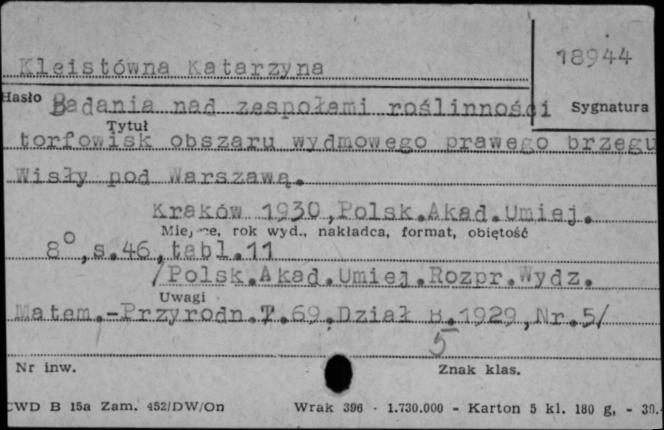 18944
Kleistówna Katarzyna
Hasło Badania nad zespołami roślinności Sygnatura
Tytuł
torfowisk obszaru wydmowego prawego brzegu
Wisły pod Warszawą.
Kraków 1930,Polsk.Akad.Umiej.
Miejsce, rok wyd., nakładca, format, objętość
8°,s.46,tabl.11
/Polsk.Akad.Umiej.Rozpr.Wydz.
Uwagi
Matem.-Przyrodn.T.69.Dział B.1929,Nr.5/
5
Nr inw. Znak klas.
CWD B 15a Zam. 452/DW/On Wrak 396 - 1.730.000 - Karton 5 kl. 180 g, - 30.